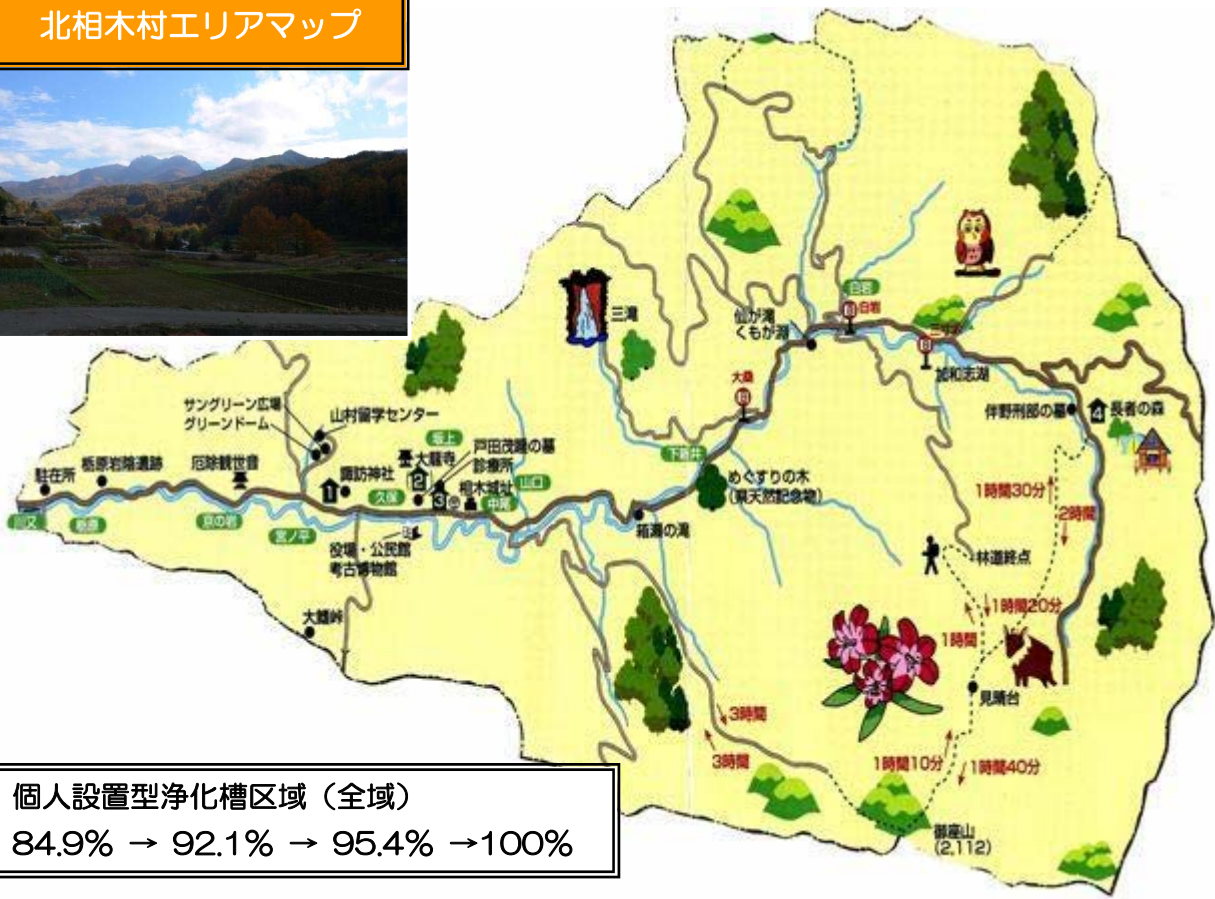 北相木村エリアマップ
三滝
仙が滝
くもが淵
白岩
白岩
大桑
加和志湖
伴野刑部の墓
4
長者の森
サングリーン広場
グリーンドーム
山村留学センター
坂上
戸田茂睡の墓
大龍寺
診療所
駐在所
栃原岩陰遺跡
厄除観世音
諏訪神社
1
2
3
久保
相木城址
山口
中尾
下新井
めぐすりの木
(県天然記念物)
川又
栃原
京の岩
宮ノ平
箱瀬の滝
役場・公民館
考古博物館
大龍峠
1時間30分
2時間
林道終点
1時間20分
1時間
見晴台
3時間
3時間
1時間10分
1時間40分
御座山
(2,112)
個人設置型浄化槽区域（全域）
84.9% → 92.1% → 95.4% →100%